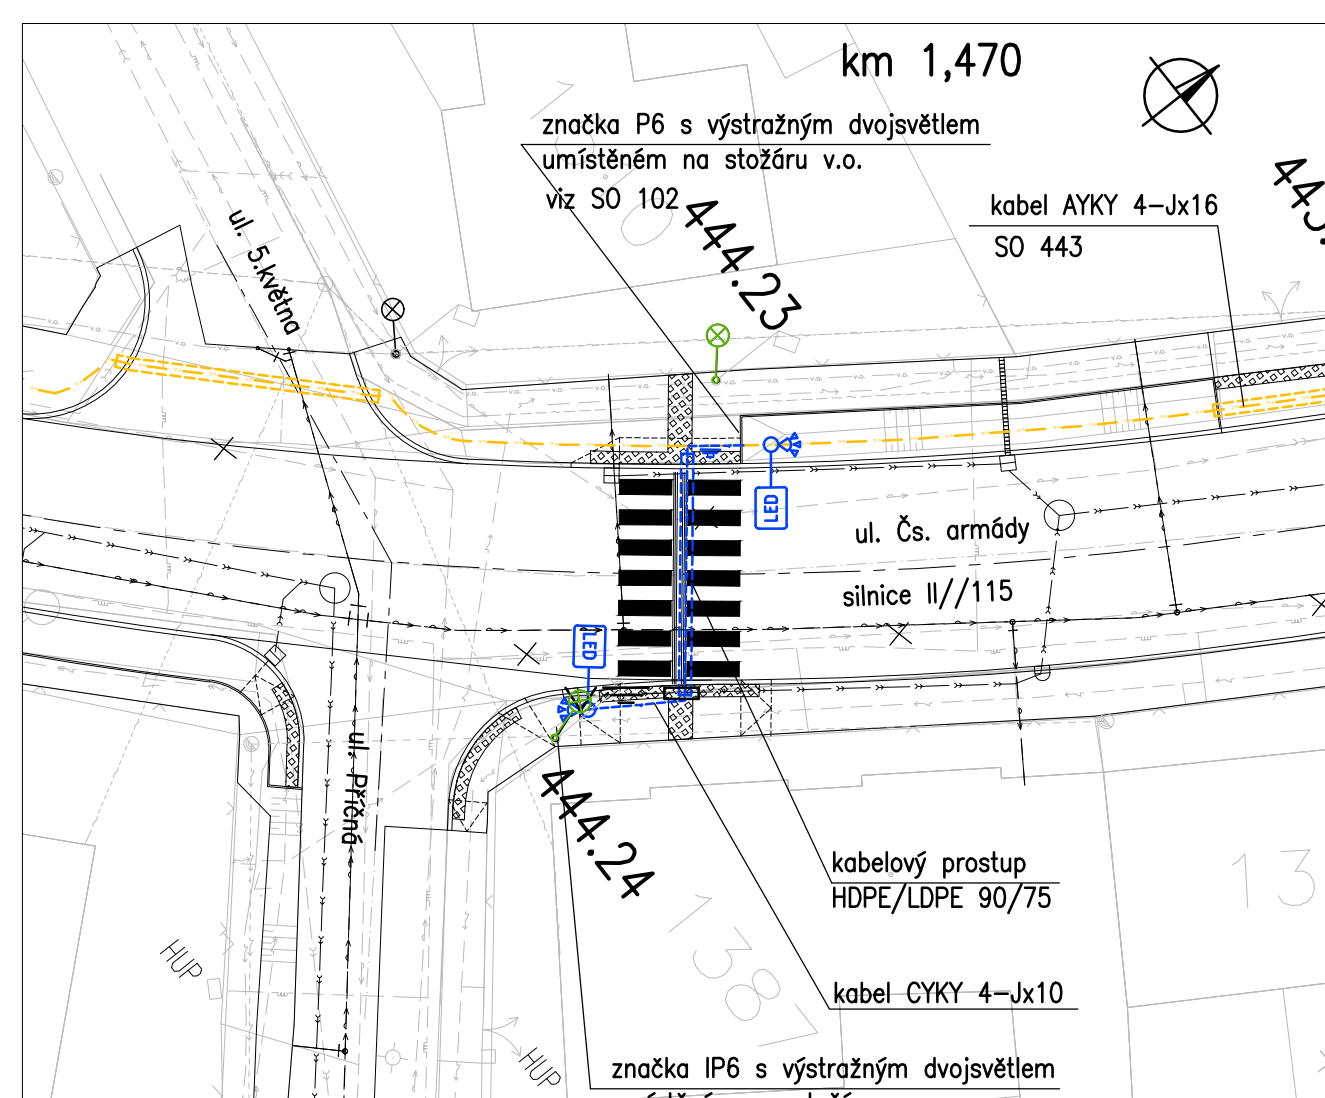 km 1,470
značka P6 s výstražným dvojsvětlem
umístěném na stožáru v.o.
viz SO 102
444.23
kabel AYKY 4-Jx16
SO 443
ul. 5.května
LED
ul. Čs. armády
silnice II//115
LED
ul. Příčná
444.24
kabelový prostup
HDPE/LDPE 90/75
138
13
HUP
kabel CYKY 4-Jx10
HUP
značka IP6 s výstražným dvojsvětlem